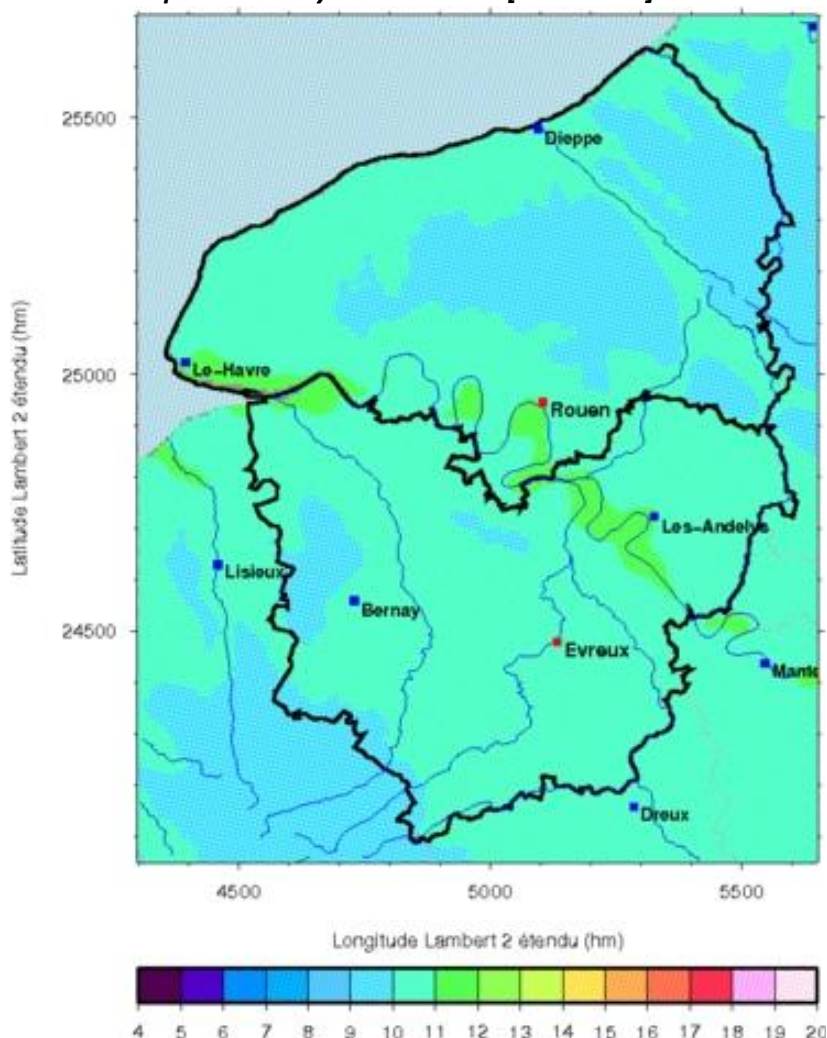 25500
Dieppe
Latitude Lambert 2 étendu (hm)
25000
Le-Havre
Rouen
Les-Andelys
Lisieux
Bernay
24500
Evreux
Mante
Dreux
4500 5000 5500
Longitude Lambert 2 étendu (hm)
4 5 6 7 8 9 10 11 12 13 14 15 16 17 18 19 20